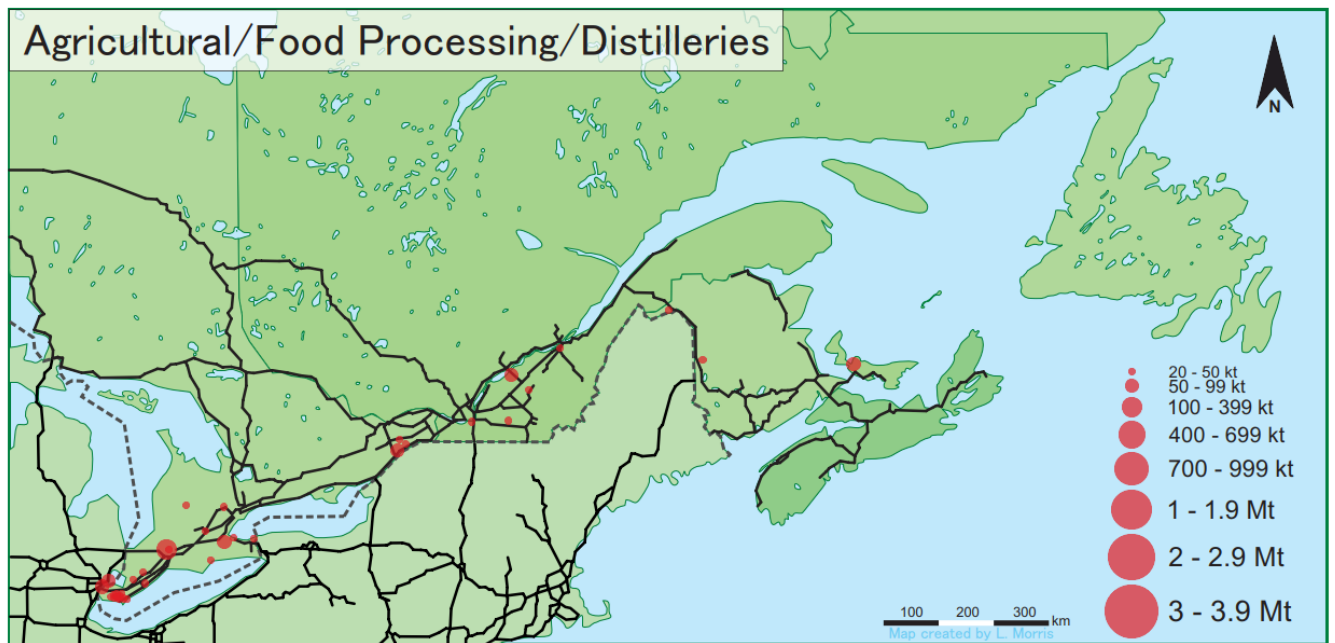 Agricultural/Food Processing/Distilleries
N
20 - 50 kt
50 - 99 kt
100 - 399 kt
400 - 699 kt
700 - 999 kt
1 - 1.9 Mt
2 - 2.9 Mt
3 - 3.9 Mt
100 200 300 km
Map created by L. Morris